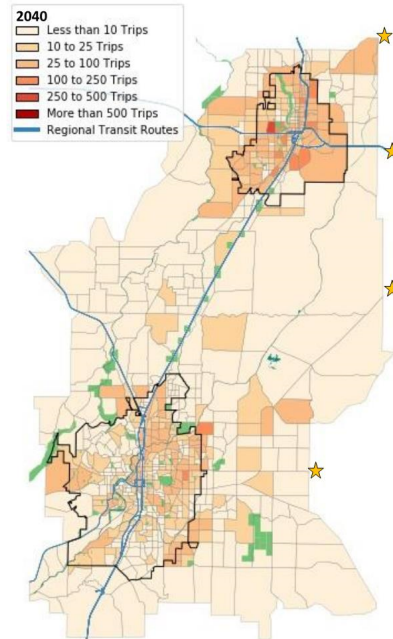 2040
Less than 10 Trips
10 to 25 Trips
25 to 100 Trips
100 to 250 Trips
250 to 500 Trips
More than 500 Trips
Regional Transit Routes